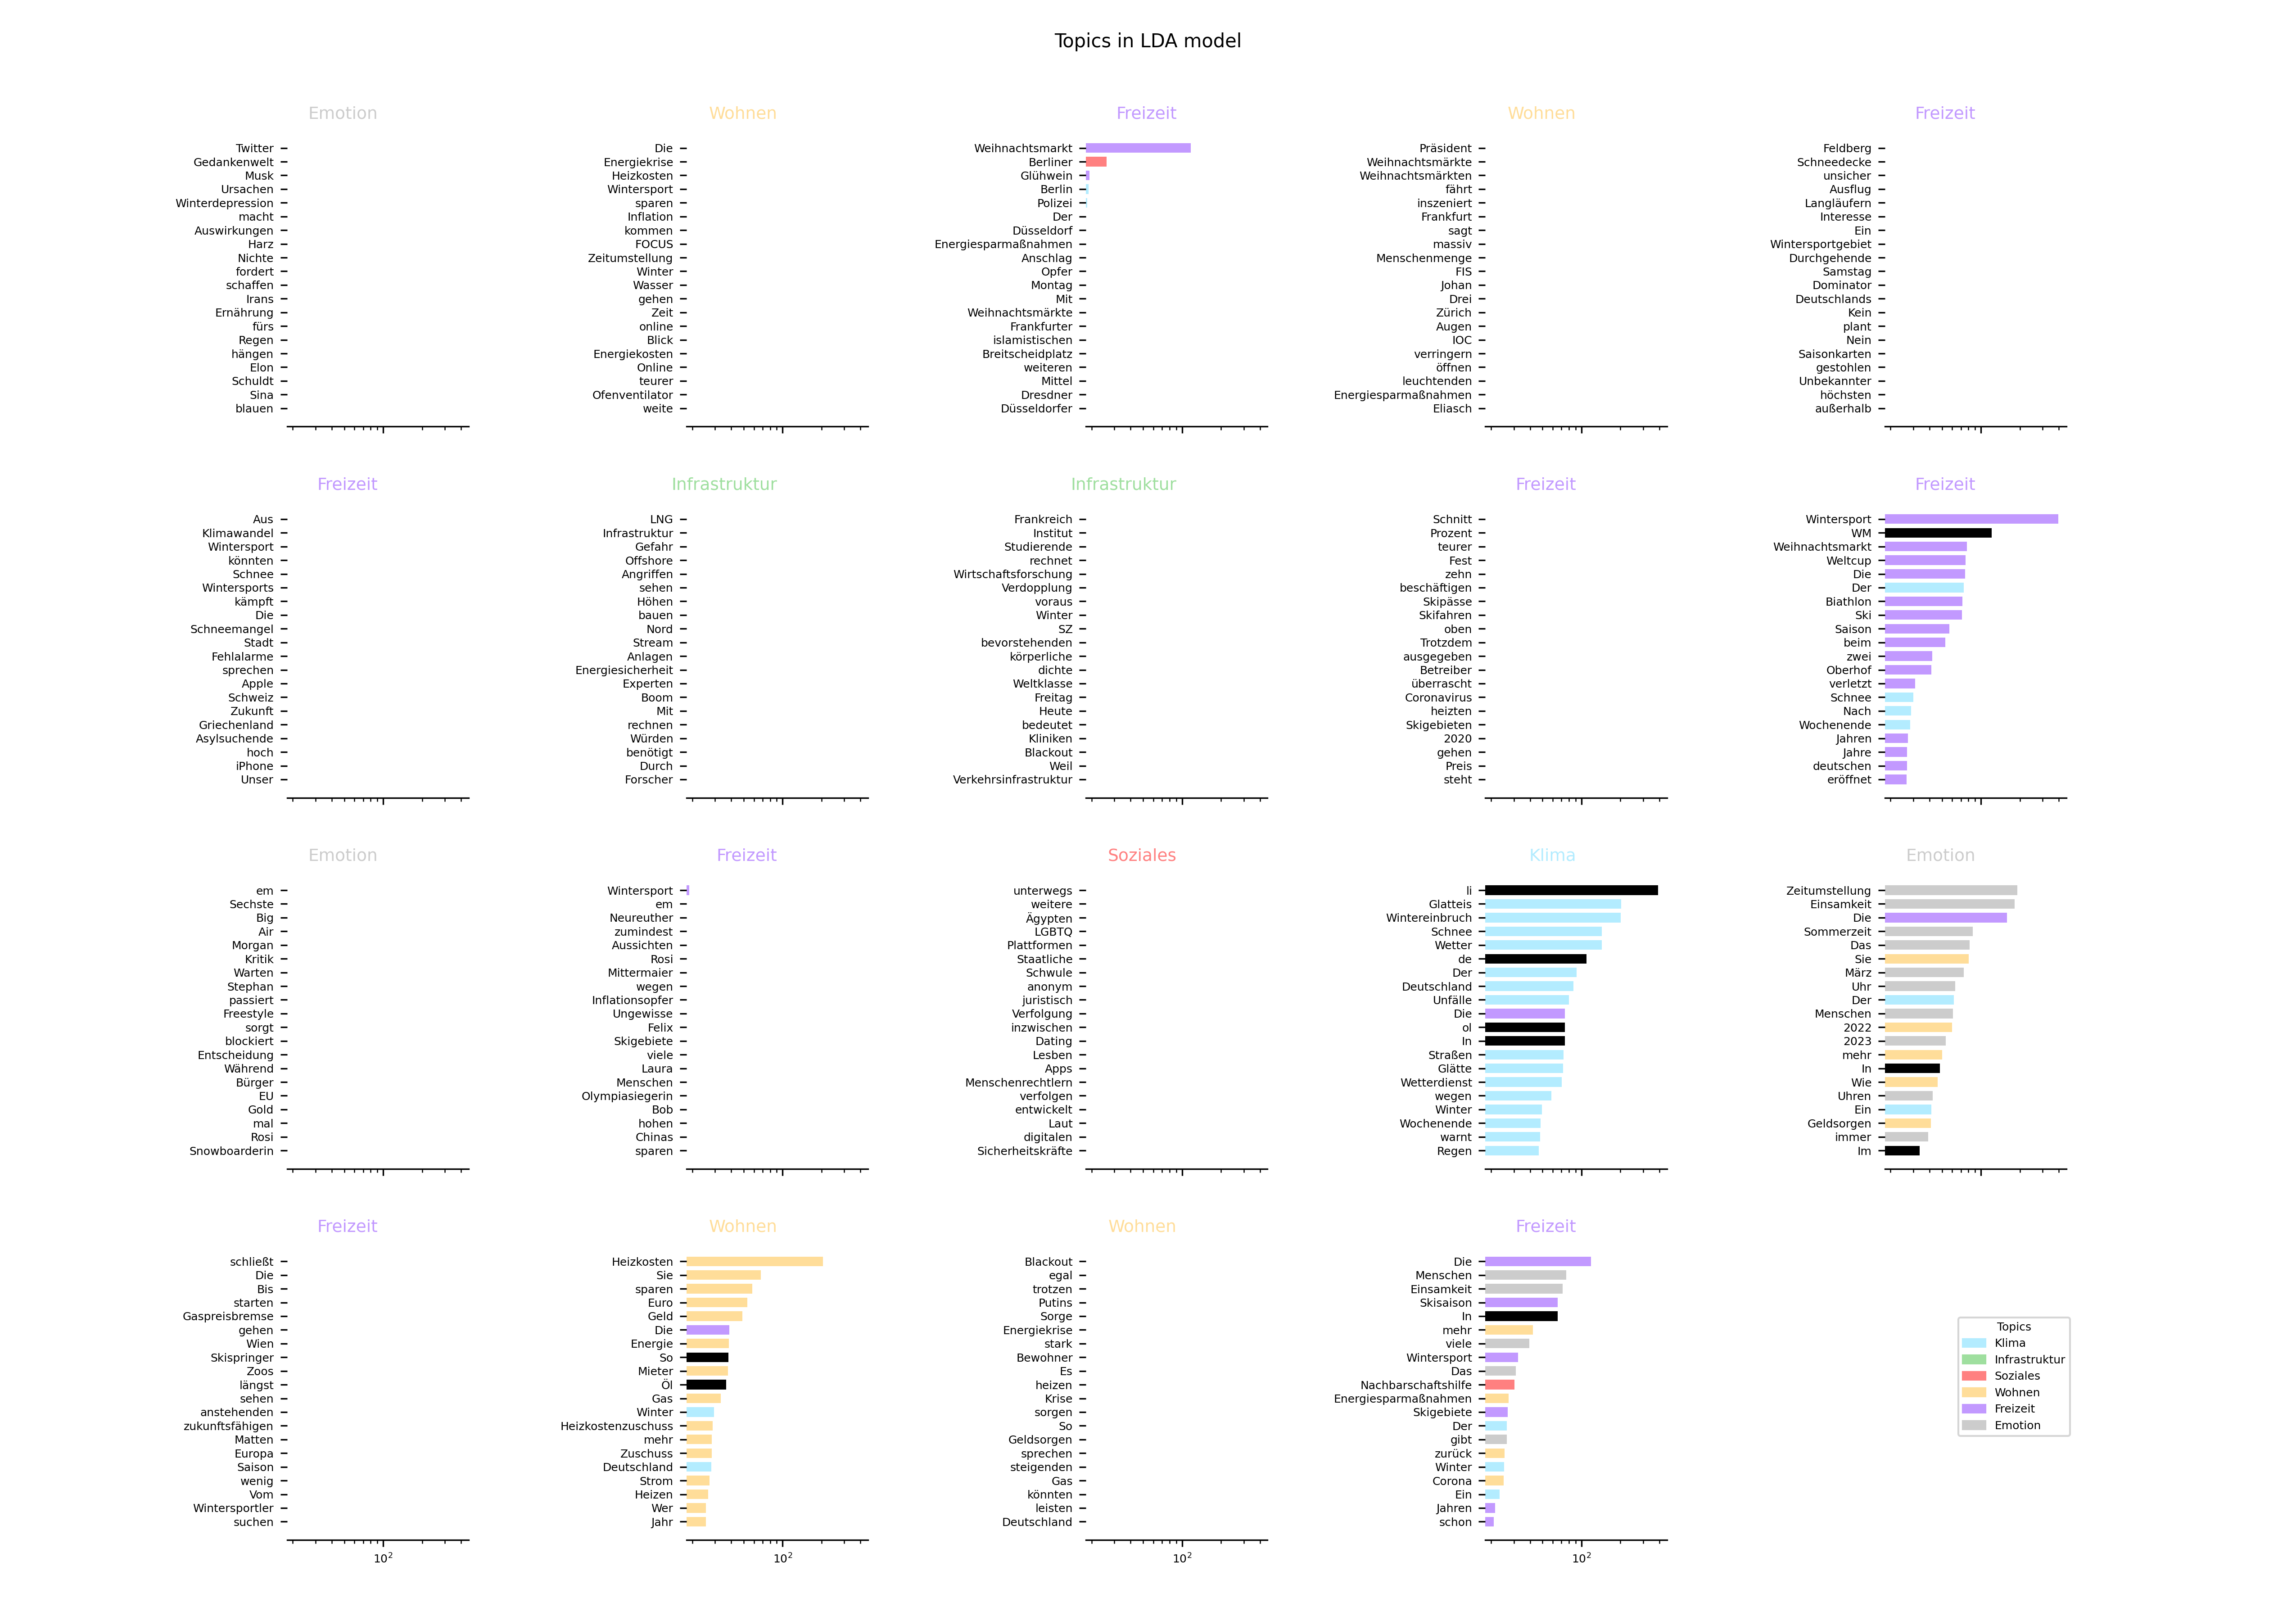 Topics in LDA model
Emotion
Twitter
Gedankenwelt
Musk
Ursachen
Winterdepression
macht
Auswirkungen
Harz
Nichte
fordert
schaffen
Irans
Ernährung
fürs
Regen
hängen
Elon
Schuldt
Sina
blauen
Wohnen
Die
Energiekrise
Heizkosten
Wintersport
sparen
Inflation
kommen
FOCUS
Zeitumstellung
Winter
Wasser
gehen
Zeit
online
Blick
Energiekosten
Online
teurer
Ofenventilator
weite
Freizeit
Weihnachtsmarkt
Berliner
Glühwein
Berlin
Polizei
Der
Düsseldorf
Energiesparmaßnahmen
Anschlag
Opfer
Montag
Mit
Weihnachtsmärkte
Frankfurter
islamistischen
Breitscheidplatz
weiteren
Mittel
Dresdner
Düsseldorfer
Wohnen
Präsident
Weihnachtsmärkte
Weihnachtsmärkten
fährt
inszeniert
Frankfurt
sagt
massiv
Menschenmenge
FIS
Johan
Drei
Zürich
Augen
IOC
verringern
öffnen
leuchtenden
Energiesparmaßnahmen
Eliasch
Freizeit
Feldberg
Schneedecke
unsicher
Ausflug
Langläufern
Interesse
Ein
Wintersportgebiet
Durchgehende
Samstag
Dominator
Deutschlands
Kein
plant
Nein
Saisonkarten
gestohlen
Unbekannter
höchsten
außerhalb
Freizeit
Aus
Klimawandel
Wintersport
könnten
Schnee
Wintersports
kämpft
Die
Schneemangel
Stadt
Fehlalarme
sprechen
Apple
Schweiz
Zukunft
Griechenland
Asylsuchende
hoch
iPhone
Unser
Infrastruktur
LNG
Infrastruktur
Gefahr
Offshore
Angriffen
sehen
Höhen
bauen
Nord
Stream
Anlagen
Energiesicherheit
Experten
Boom
Mit
rechnen
Würden
benötigt
Durch
Forscher
Infrastruktur
Frankreich
Institut
Studierende
rechnet
Wirtschaftsforschung
Verdopplung
voraus
Winter
SZ
bevorstehenden
körperliche
dichte
Weltklasse
Freitag
Heute
bedeutet
Kliniken
Blackout
Weil
Verkehrsinfrastruktur
Freizeit
Schnitt
Prozent
teurer
Fest
zehn
beschäftigen
Skipässe
Skifahren
oben
Trotzdem
ausgegeben
Betreiber
überrascht
Coronavirus
heizten
Skigebieten
2020
gehen
Preis
steht
Freizeit
Wintersport
WM
Weihnachtsmarkt
Weltcup
Die
Der
Biathlon
Ski
Saison
beim
zwei
Oberhof
verletzt
Schnee
Nach
Wochenende
Jahren
Jahre
deutschen
eröffnet
Emotion
em
Sechste
Big
Air
Morgan
Kritik
Warten
Stephan
passiert
Freestyle
sorgt
blockiert
Entscheidung
Während
Bürger
EU
Gold
mal
Rosi
Snowboarderin
Freizeit
Wintersport
em
Neureuther
zumindest
Aussichten
Rosi
Mittermaier
wegen
Inflationsopfer
Ungewisse
Felix
Skigebiete
viele
Laura
Menschen
Olympiasiegerin
Bob
hohen
Chinas
sparen
Soziales
unterwegs
weitere
Ägypten
LGBTQ
Plattformen
Staatliche
Schwule
anonym
juristisch
Verfolgung
inzwischen
Dating
Lesben
Apps
Menschenrechtlern
verfolgen
entwickelt
Laut
digitalen
Sicherheitskräfte
Klima
li
Glatteis
Wintereinbruch
Schnee
Wetter
de
Der
Deutschland
Unfälle
Die
ol
In
Straßen
Glätte
Wetterdienst
wegen
Winter
Wochenende
warnt
Regen
Emotion
Zeitumstellung
Einsamkeit
Die
Sommerzeit
Das
Sie
März
Uhr
Der
Menschen
2022
2023
mehr
In
Wie
Uhren
Ein
Geldsorgen
immer
Im
Freizeit
schließt
Die
Bis
starten
Gaspreisbremse
gehen
Wien
Skispringer
Zoos
längst
sehen
anstehenden
zukunftsfähigen
Matten
Europa
Saison
wenig
Vom
Wintersportler
suchen
10²
Wohnen
Heizkosten
Sie
sparen
Euro
Geld
Die
Energie
So
Mieter
Öl
Gas
Winter
Heizkostenzuschuss
mehr
Zuschuss
Deutschland
Strom
Heizen
Wer
Jahr
10²
Wohnen
Blackout
egal
trotzen
Putins
Sorge
Energiekrise
stark
Bewohner
Es
heizen
Krise
sorgen
So
Geldsorgen
sprechen
steigenden
Gas
könnten
leisten
Deutschland
10²
Freizeit
Die
Menschen
Einsamkeit
Skisaison
In
mehr
viele
Wintersport
Das
Nachbarschaftshilfe
Energiesparmaßnahmen
Skigebiete
Der
gibt
zurück
Winter
Corona
Ein
Jahren
schon
10²
Topics
Klima
Infrastruktur
Soziales
Wohnen
Freizeit
Emotion